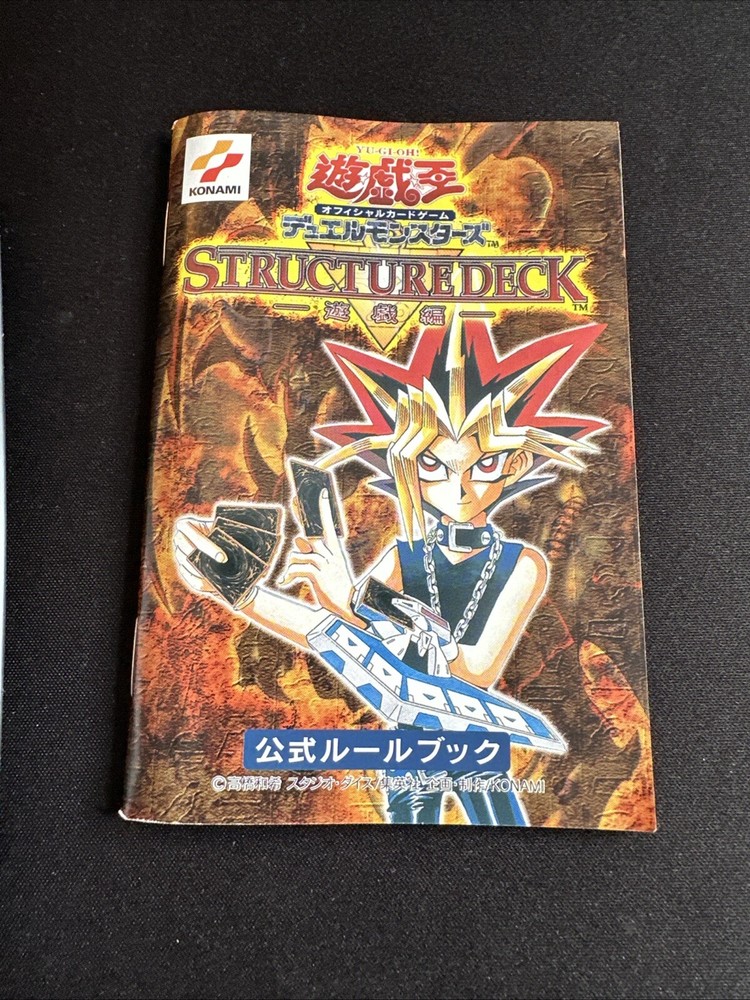 KONAMI
YU-GI-OH!
遊戯王
オフィシャルカードゲーム
デュエルモンスターズ™
STRUCTURE DECK™
遊戯編
公式ルールブック
©高橋和希 スタジオ・ダイス/集英社 企画・制作/KONAMI